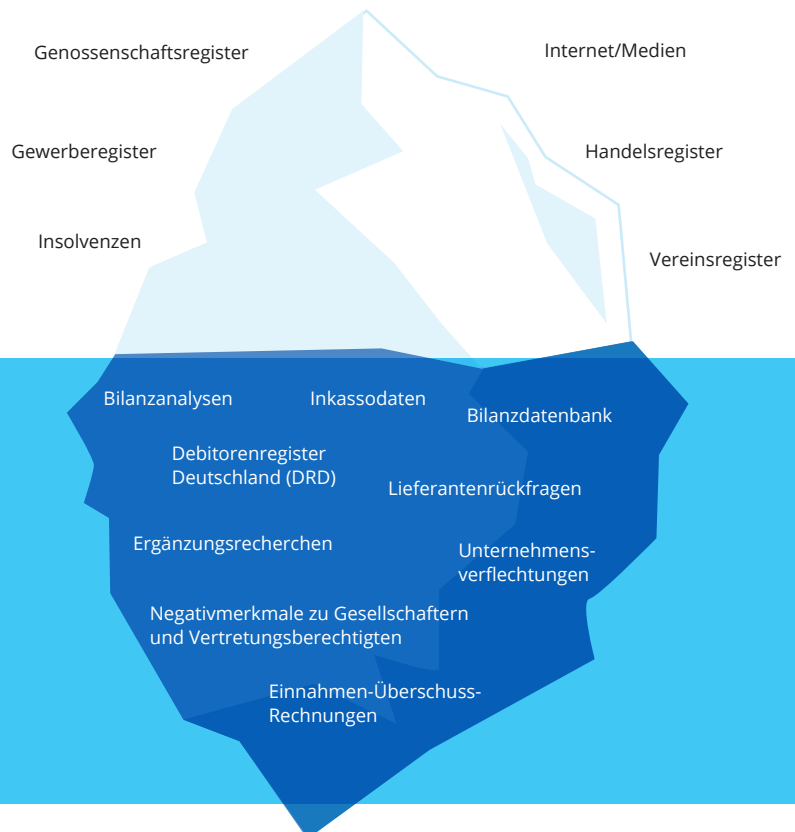 Genossenschaftsregister
Internet/Medien
Gewerberegister
Handelsregister
Insolvenzen
Vereinsregister
Bilanzanalysen
Inkassodaten
Bilanzdatenbank
Debitorenregister
Deutschland (DRD)
Lieferantenrückfragen
Ergänzungsrecherchen
Unternehmens-
verflechtungen
Negativmerkmale zu Gesellschaftern
und Vertretungsberechtigten
Einnahmen-Überschuss-
Rechnungen